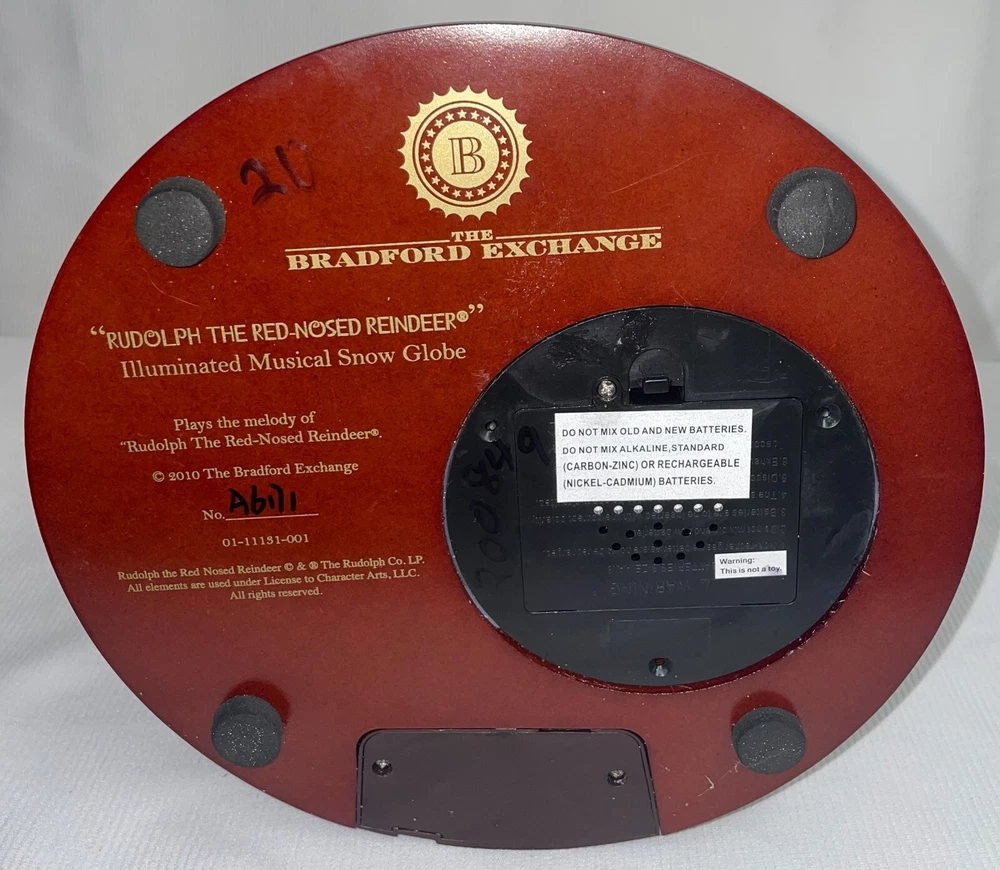 20
B
THE
BRADFORD EXCHANGE
“RUDOLPH THE RED-NOSED REINDEER®”
Illuminated Musical Snow Globe
Plays the melody of
"Rudolph The Red-Nosed Reindeer®.
© 2010 The Bradford Exchange
No. A6171
01-11131-001
Rudolph the Red Nosed Reindeer © & ® The Rudolph Co. LP.
All elements are used under License to Character Arts, LLC.
All rights reserved.
DO NOT MIX OLD AND NEW BATTERIES.
DO NOT MIX ALKALINE, STANDARD
(CARBON-ZINC) OR RECHARGEABLE
(NICKEL-CADMIUM) BATTERIES.
Warning:
This is not a toy.
WARNING